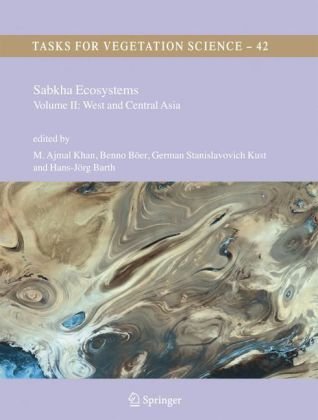 TASKS FOR VEGETATION SCIENCE – 42
Sabkha Ecosystems
Volume II: West and Central Asia
edited by
M. Ajmal Khan, Benno Böer, German Stanislavovich Kust
and Hans-Jörg Barth
Springer